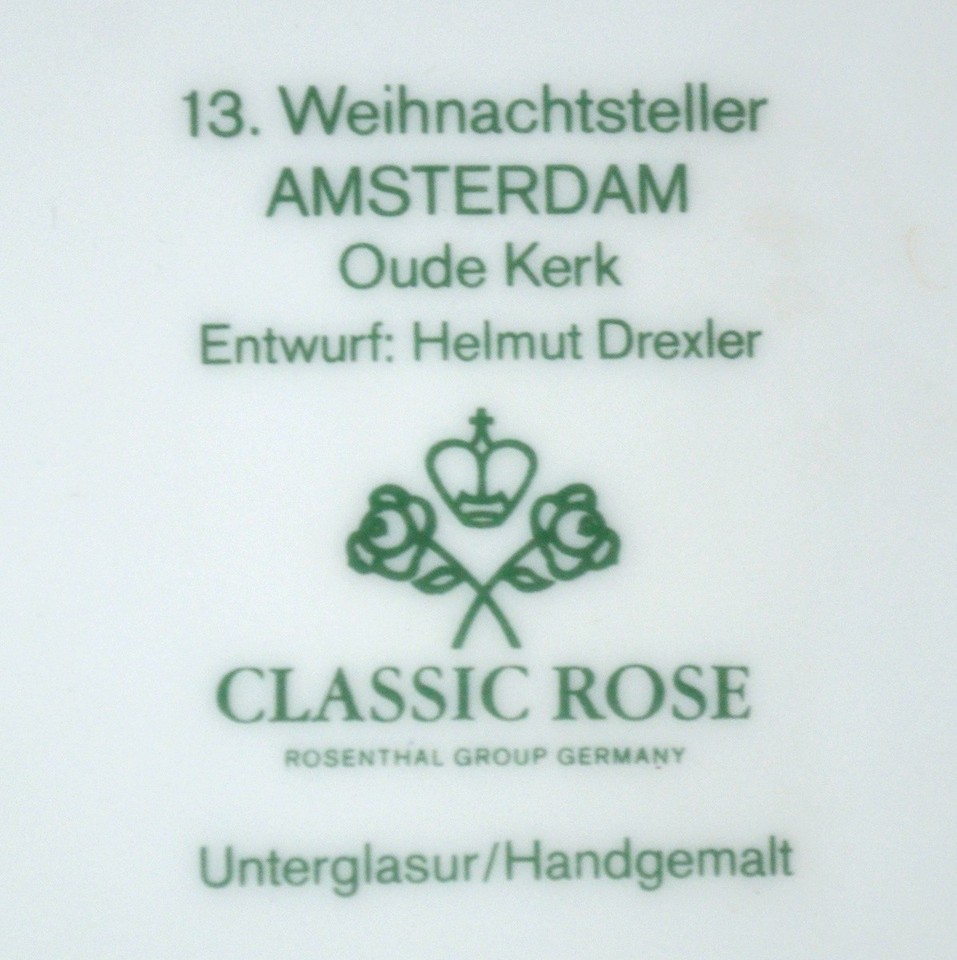 13. Weihnachtsteller
AMSTERDAM
Oude Kerk
Entwurf: Helmut Drexler
CLASSIC ROSE
ROSENTHAL GROUP GERMANY
Unterglasur/Handgemalt